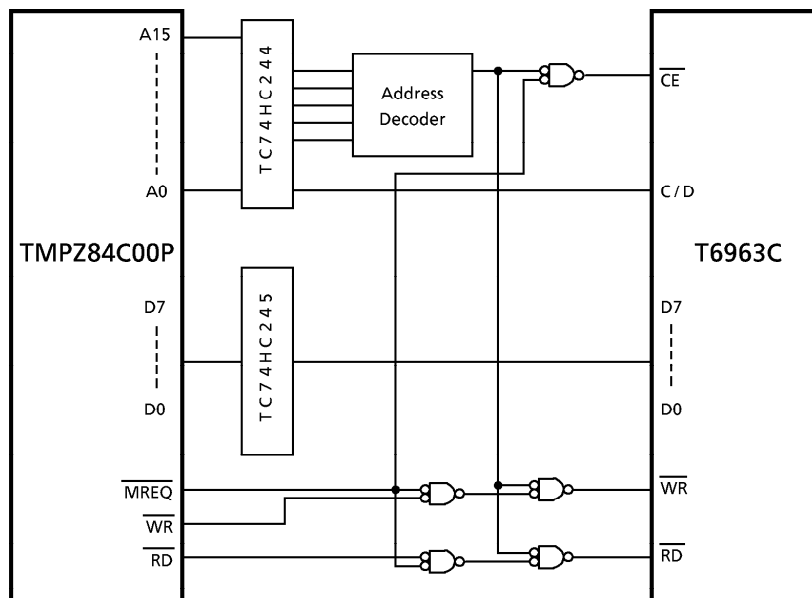 A15
TC74HC244
Address
Decoder
CE
A0
C/D
TMPZ84C00P
T6963C
D7
TC74HC245
D7
D0
D0
MREQ
WR
WR
RD
RD